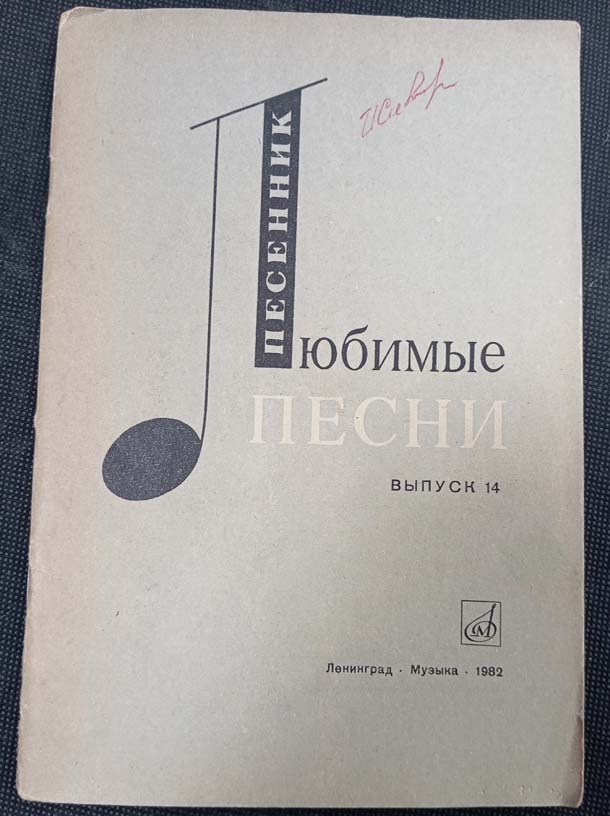 ПЕСЕННИК
Любимые
ПЕСНИ
ВЫПУСК 14
М
Ленинград · Музыка · 1982